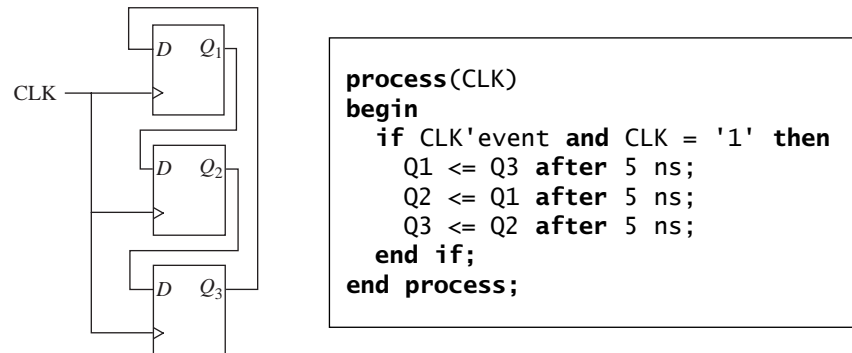 D Q1
CLK
D Q2
D Q3
process(CLK)
begin
if CLK'event and CLK = '1' then
Q1 <= Q3 after 5 ns;
Q2 <= Q1 after 5 ns;
Q3 <= Q2 after 5 ns;
end if;
end process;